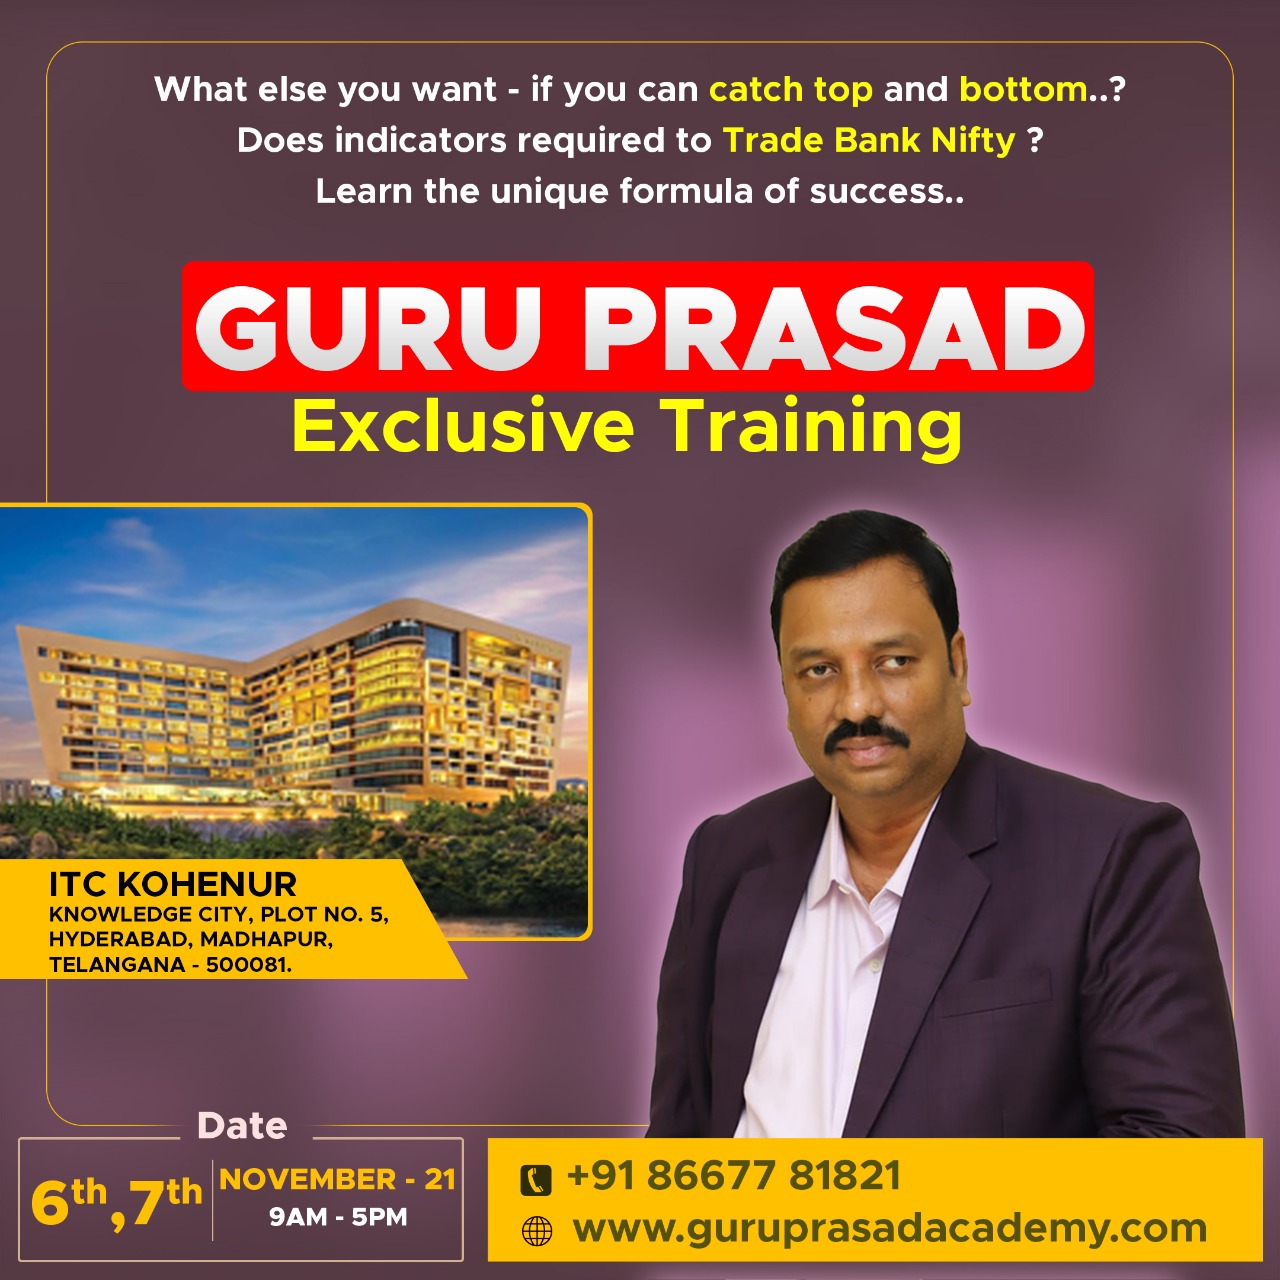 What else you want - if you can catch top and bottom..?
Does indicators required to Trade Bank Nifty ?
Learn the unique formula of success..
GURU PRASAD
Exclusive Training
ITC KOHENUR
KNOWLEDGE CITY, PLOT NO. 5,
HYDERABAD, MADHAPUR,
TELANGANA - 500081.
Date
6th,7th
NOVEMBER - 21
9AM - 5PM
+91 86677 81821
www.guruprasadacademy.com